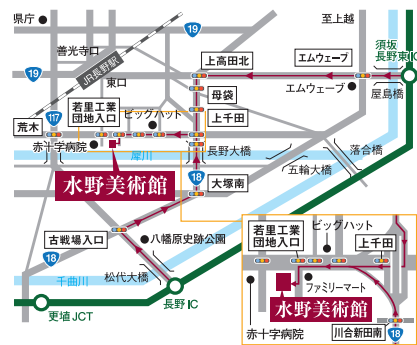 県庁
至上越
善光寺口
JR長野駅
東口
19
19
上高田北
エムウェーブ
須坂
長野東IC
エムウェーブ
屋島橋
母袋
117
若里工業
団地入口
ビッグハット
上千田
荒木
赤十字病院
犀川
長野大橋
落合橋
五輪大橋
水野美術館
18
大塚南
古戦場入口
八幡原史跡公園
18
千曲川
松代大橋
長野IC
更埴JCT
若里工業
団地入口
ビッグハット
上千田
ファミリーマート
水野美術館
赤十字病院
川合新田南
18